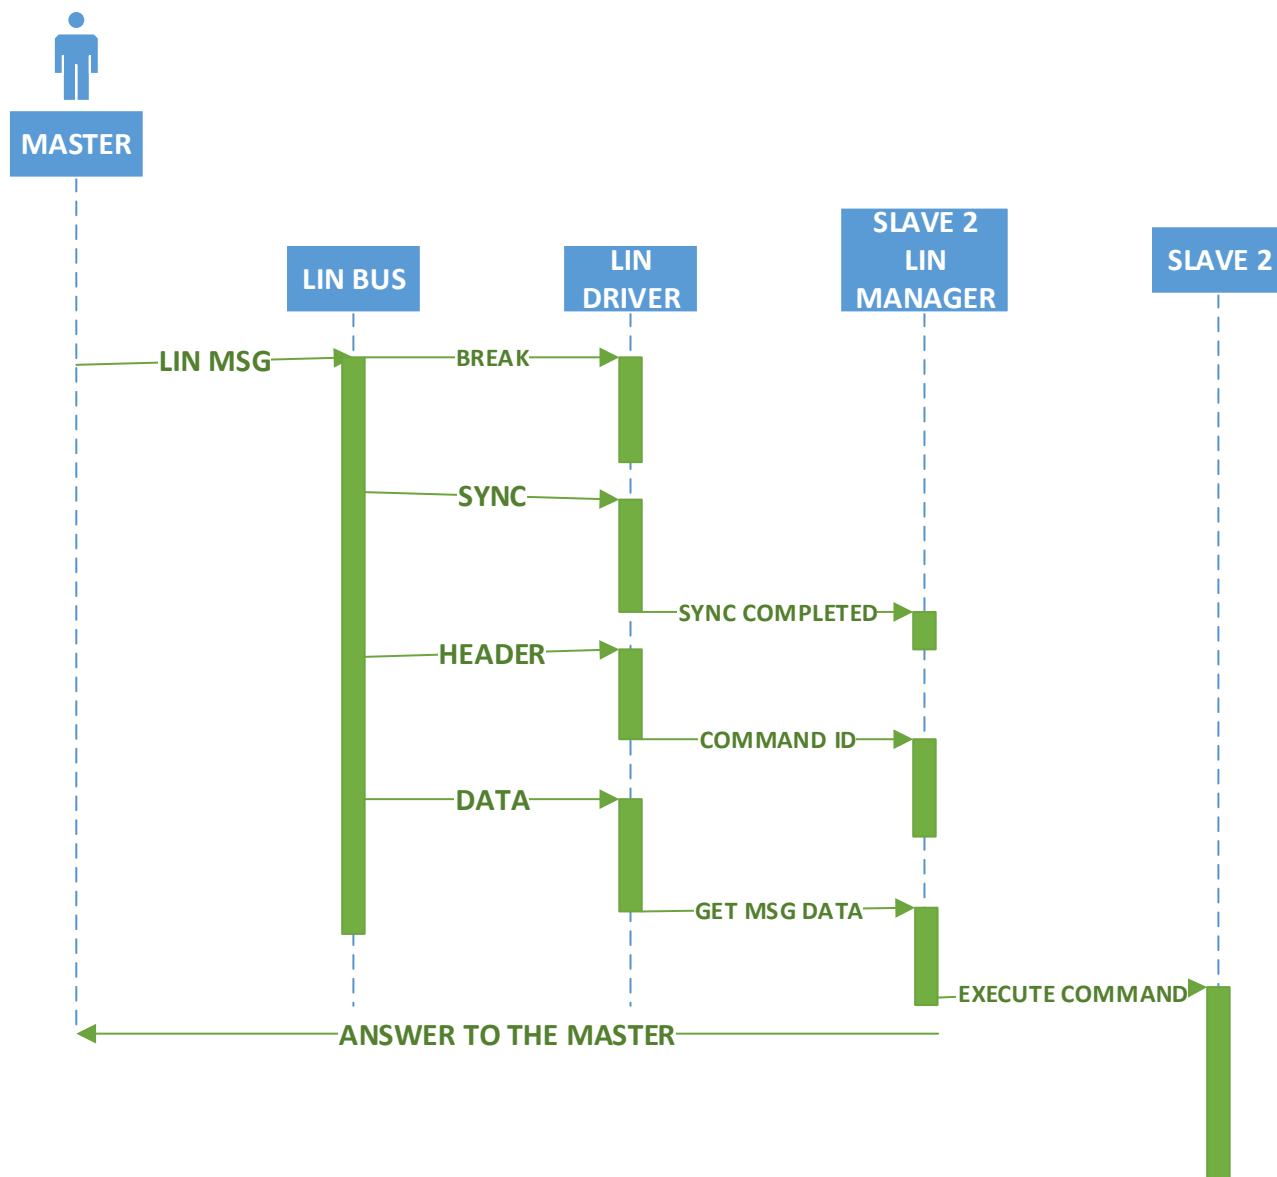 MASTER
SLAVE 2
LIN
MANAGER
LIN BUS
LIN
DRIVER
SLAVE 2
LIN MSG
BREAK
SYNC
SYNC COMPLETED
HEADER
COMMAND ID
DATA
GET MSG DATA
EXECUTE COMMAND
ANSWER TO THE MASTER